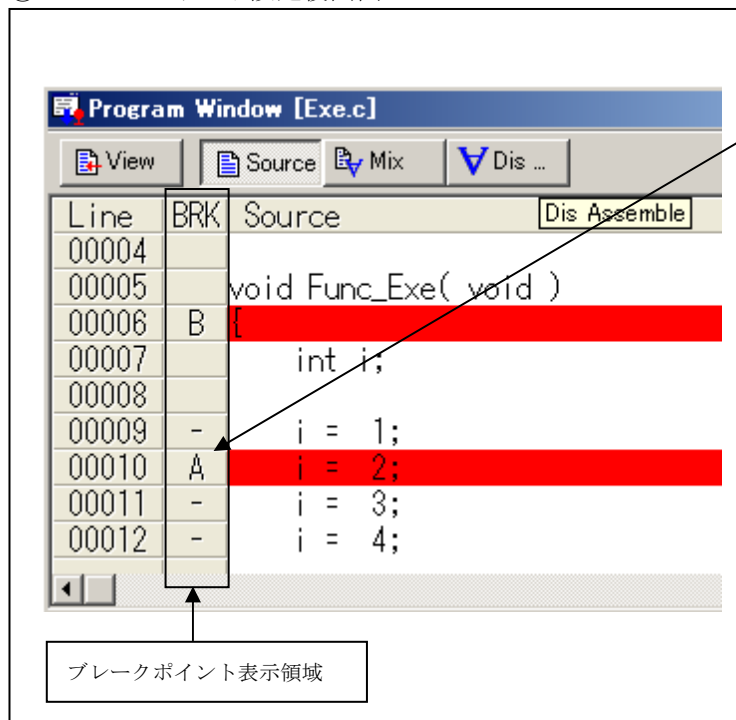 Program Window [Exe.c]
View Source Mix Dis ...
Line BRK Source Dis Assemble
00004
00005 void Func_Exe( void )
00006 B {
00007 int i;
00008
00009 - i = 1;
00010 A i = 2;
00011 - i = 3;
00012 - i = 4;
ブレークポイント表示領域